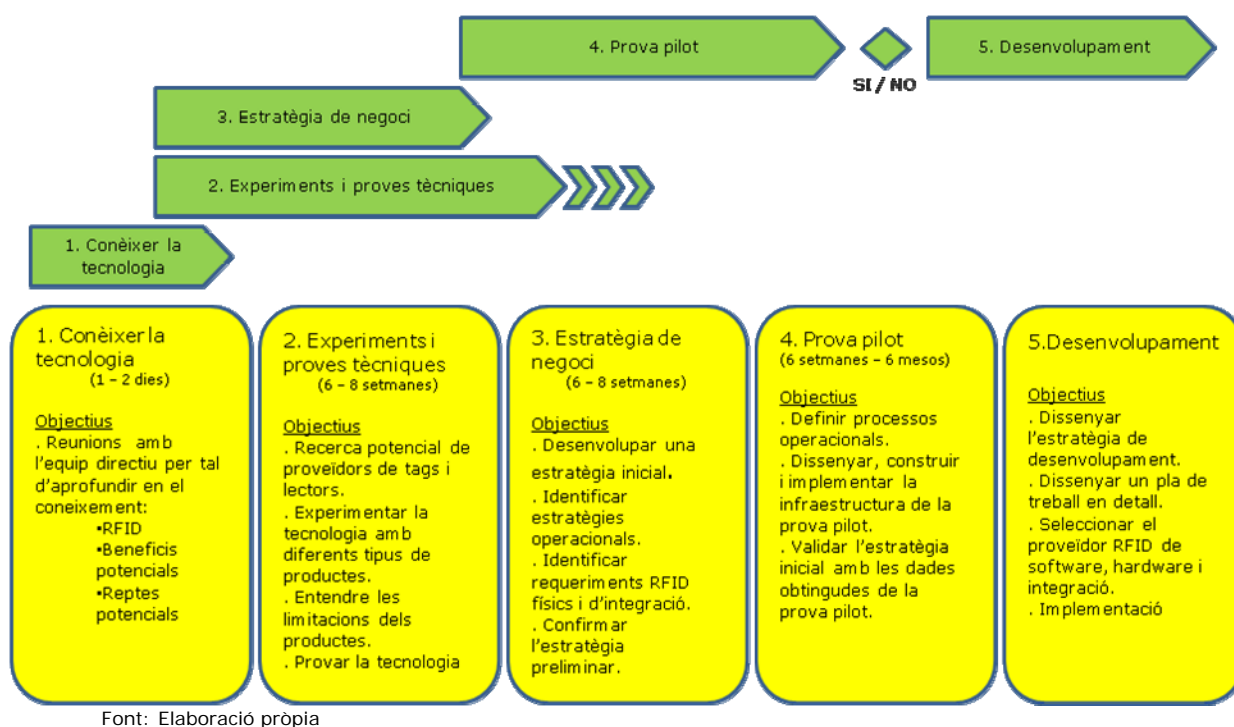 4. Prova pilot
SI / NO
5. Desenvolupament
3. Estratègia de negoci
2. Experiments i proves tècniques
1. Conèixer la
tecnologia
1. Conèixer la
tecnologia
(1 – 2 dies)
Objectius
. Reunions amb
l'equip directiu per tal
d'aprofundir en el
coneixement:
•RFID
•Beneficis
potencials
•Reptes
potencials
2. Experiments i
proves tècniques
(6 – 8 setmanes)
Objectius
. Recerca potencial de
proveïdors de tags i
lectors.
. Experimentar la
tecnologia amb
diferents tipus de
productes.
. Entendre les
limitacions dels
productes.
. Provar la tecnologia
3. Estratègia de
negoci
(6 – 8 setmanes)
Objectius
. Desenvolupar una
estratègia inicial.
. Identificar
estratègies
operacionals.
. Identificar
requeriments RFID
físics i d'integració.
. Confirmar
l'estratègia
preliminar.
4. Prova pilot
(6 setmanes – 6 mesos)
Objectius
. Definir processos
operacionals.
. Dissenyar, construir
i implementar la
infraestructura de la
prova pilot.
. Validar l'estratègia
inicial amb les dades
obtingudes de la
prova pilot.
5.Desenvolupament
Objectius
. Dissenyar
l'estratègia de
desenvolupament.
. Dissenyar un pla de
treball en detall.
. Seleccionar el
proveïdor RFID de
software, hardware i
integració.
. Implementació
Font: Elaboració pròpia